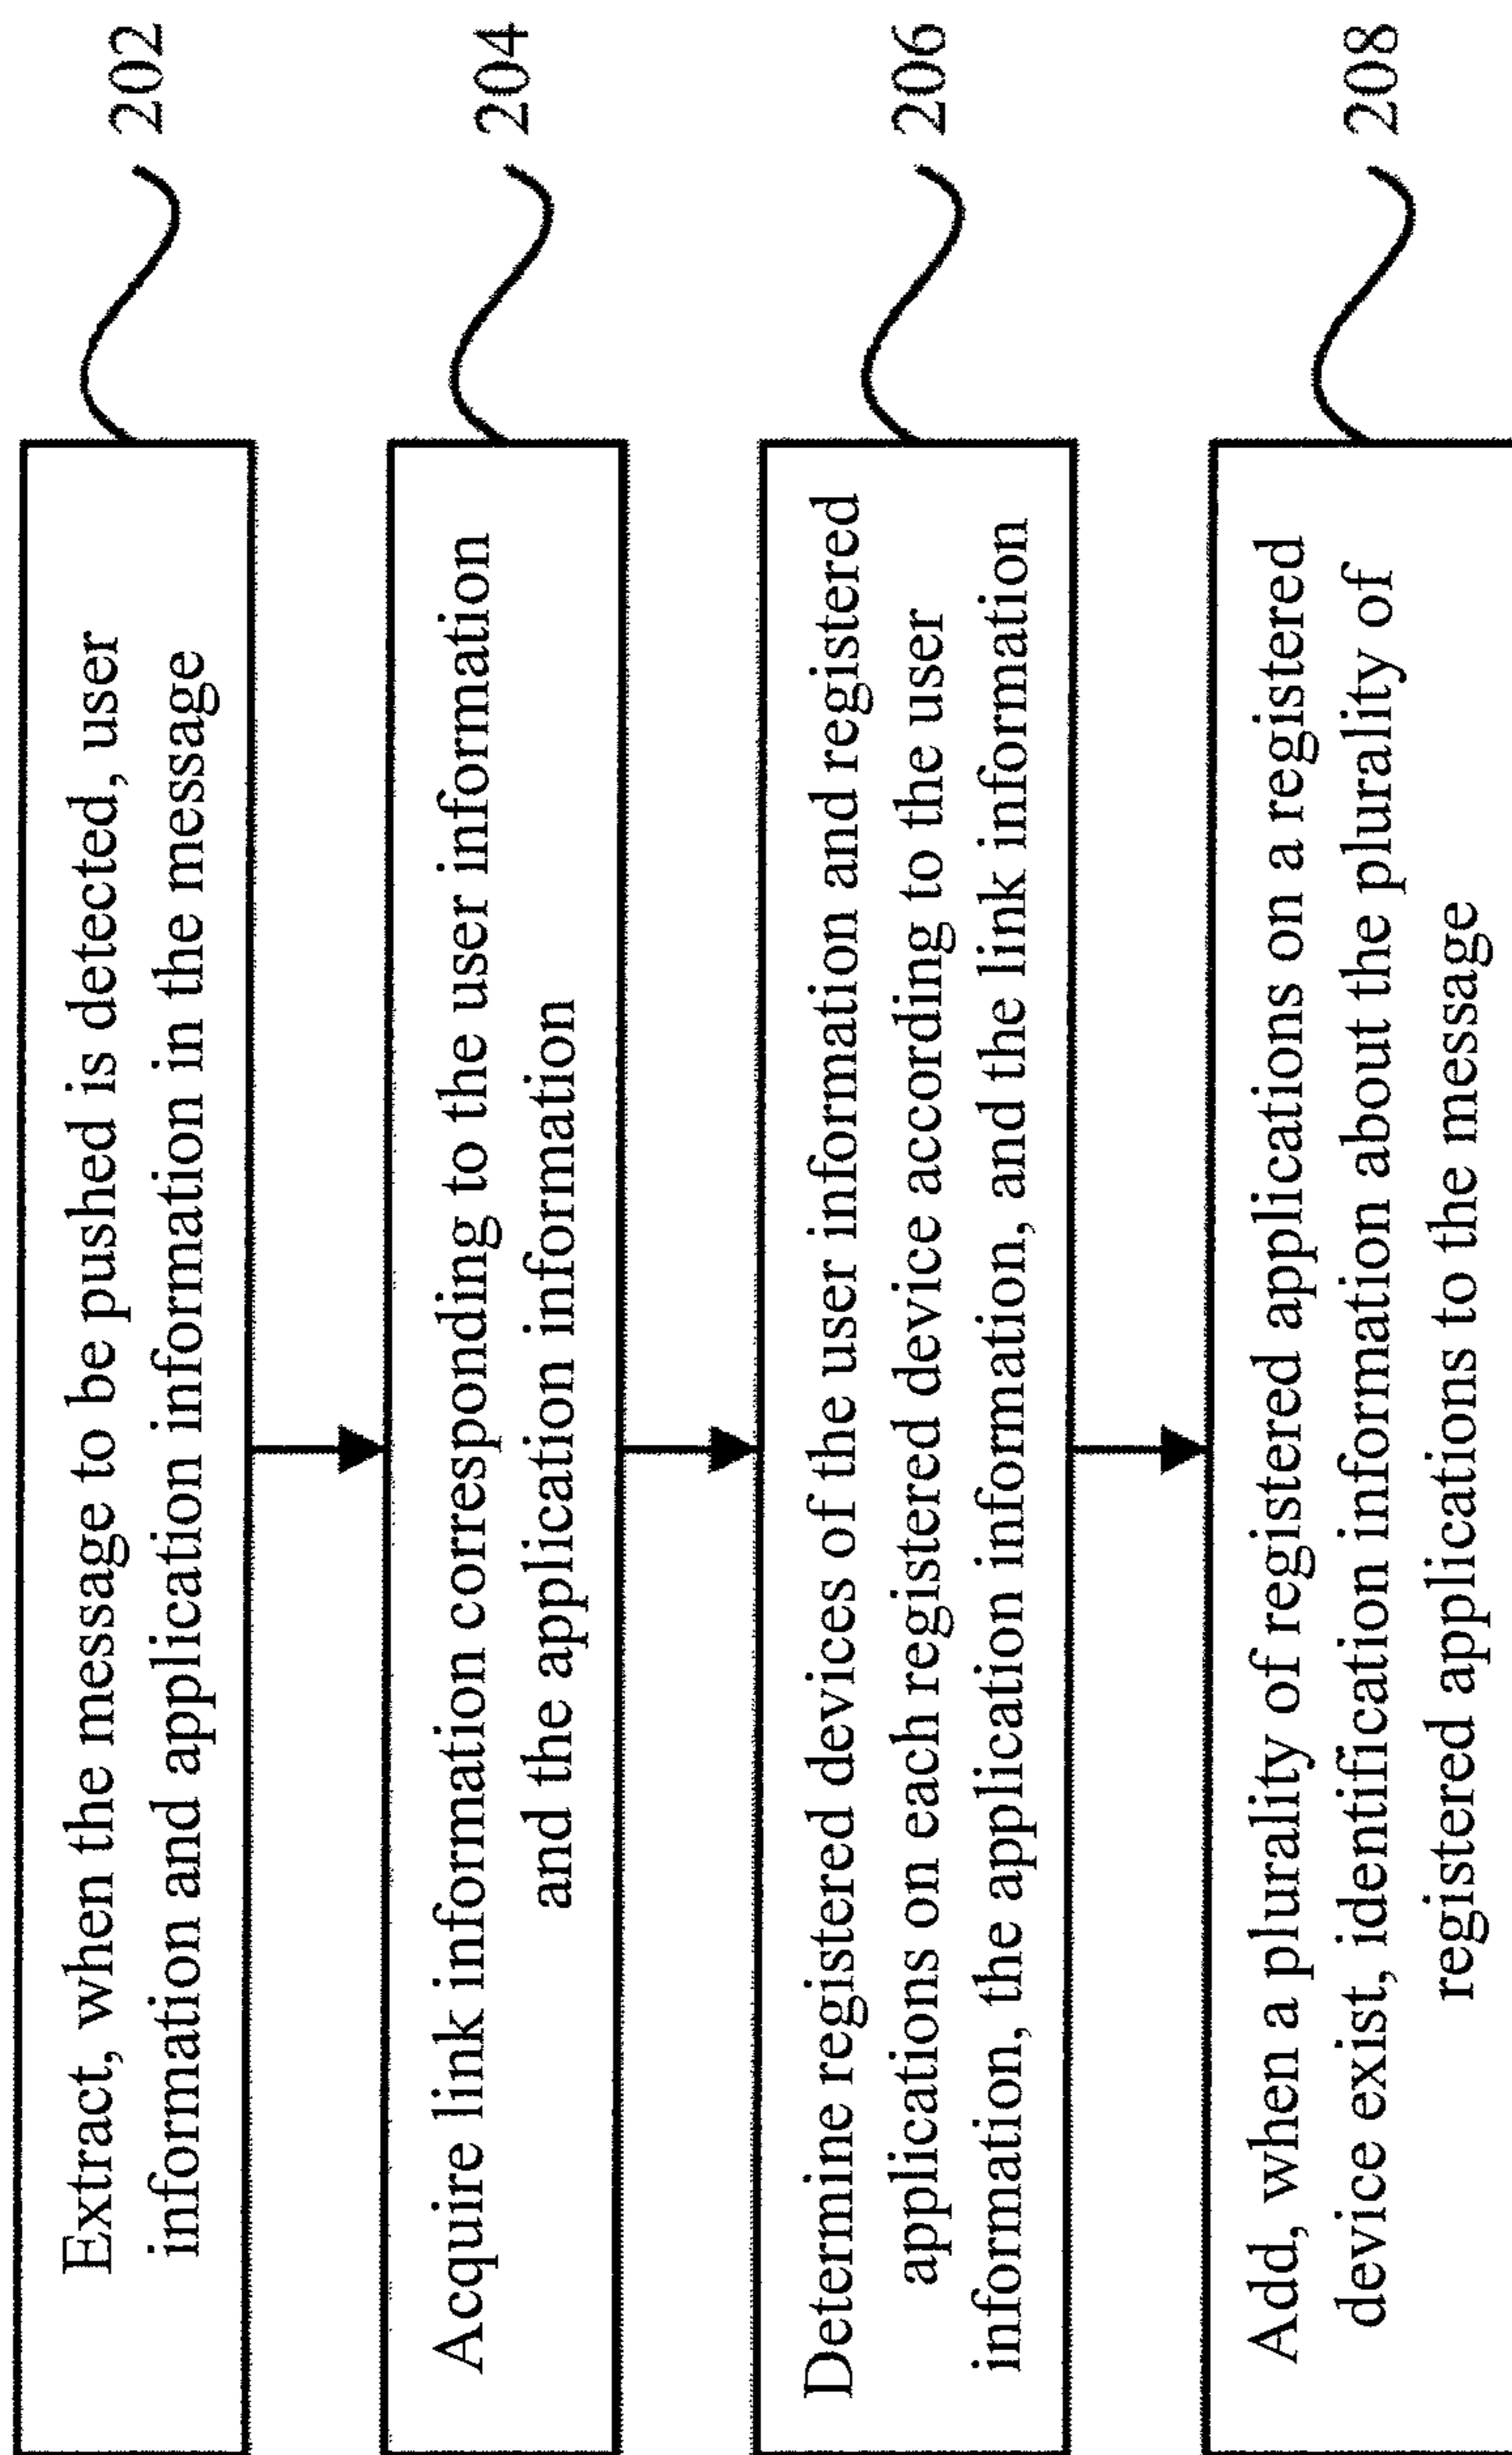 Extract, when the message to be pushed is detected, user
information and application information in the message
202
Acquire link information corresponding to the user information
and the application information
204
Determine registered devices of the user information and registered
applications on each registered device according to the user
information, the application information, and the link information
206
Add, when a plurality of registered applications on a registered
device exist, identification information about the plurality of
registered applications to the message
208